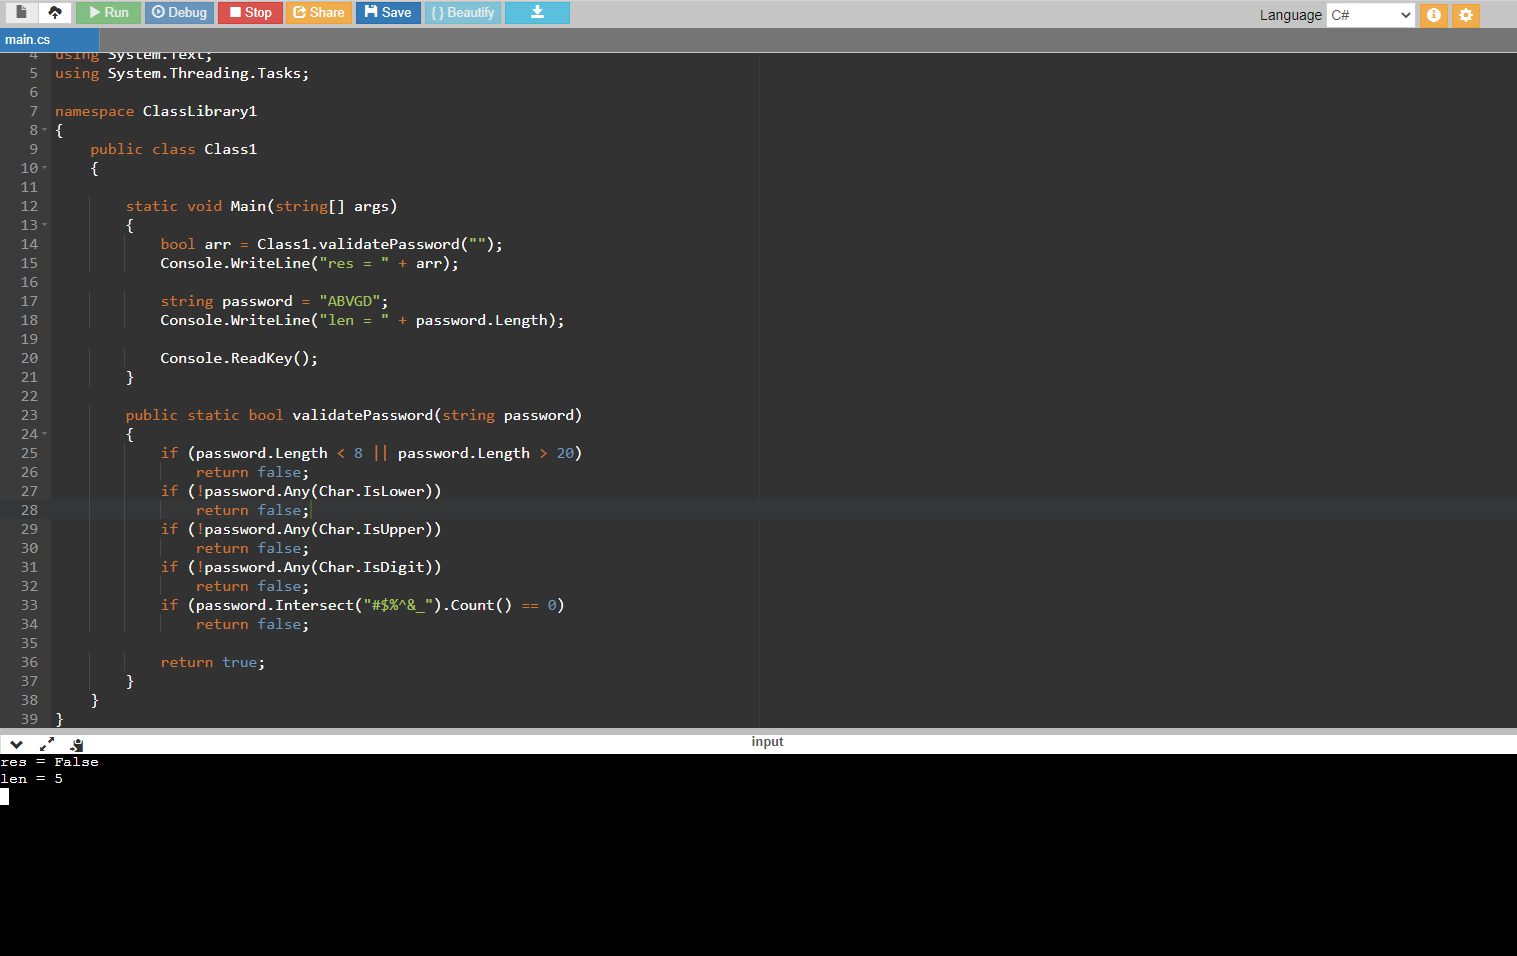 Run Debug Stop Share Save { } Beautify Language C#
main.cs
4 using System.Text;
5 using System.Threading.Tasks;
6
7 namespace ClassLibrary1
8 {
9 public class Class1
10 {
11
12 static void Main(string[] args)
13 {
14 bool arr = Class1.validatePassword("");
15 Console.WriteLine("res = " + arr);
16
17 string password = "ABVGD";
18 Console.WriteLine("len = " + password.Length);
19
20 Console.ReadKey();
21 }
22
23 public static bool validatePassword(string password)
24 {
25 if (password.Length < 8 || password.Length > 20)
26 return false;
27 if (!password.Any(Char.IsLower))
28 return false;
29 if (!password.Any(Char.IsUpper))
30 return false;
31 if (!password.Any(Char.IsDigit))
32 return false;
33 if (password.Intersect("#$%^&_").Count() == 0)
34 return false;
35
36 return true;
37 }
38 }
39 }
input
res = False
len = 5